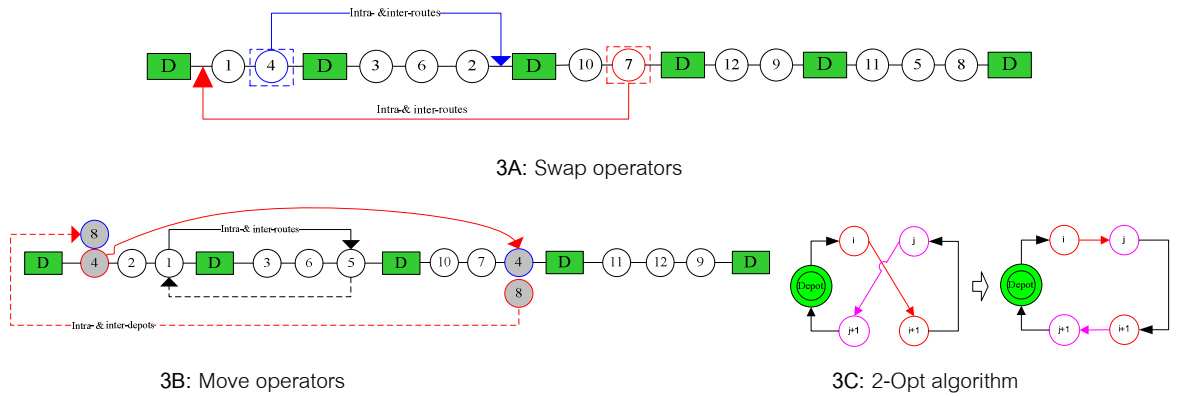 Intra- &inter-routes
D 1 4 D 3 6 2 D 10 7 D 12 9 D 11 5 8 D
Intra-& inter-routes
3A: Swap operators
8
Intra-& inter-routes
D 4 2 1 D 3 6 5 D 10 7 4 D 11 12 9 D
8
Intra-& inter-depots
3B: Move operators
i j
Depot
j+1 i+1
i j
Depot
j+1 i+1
3C: 2-Opt algorithm